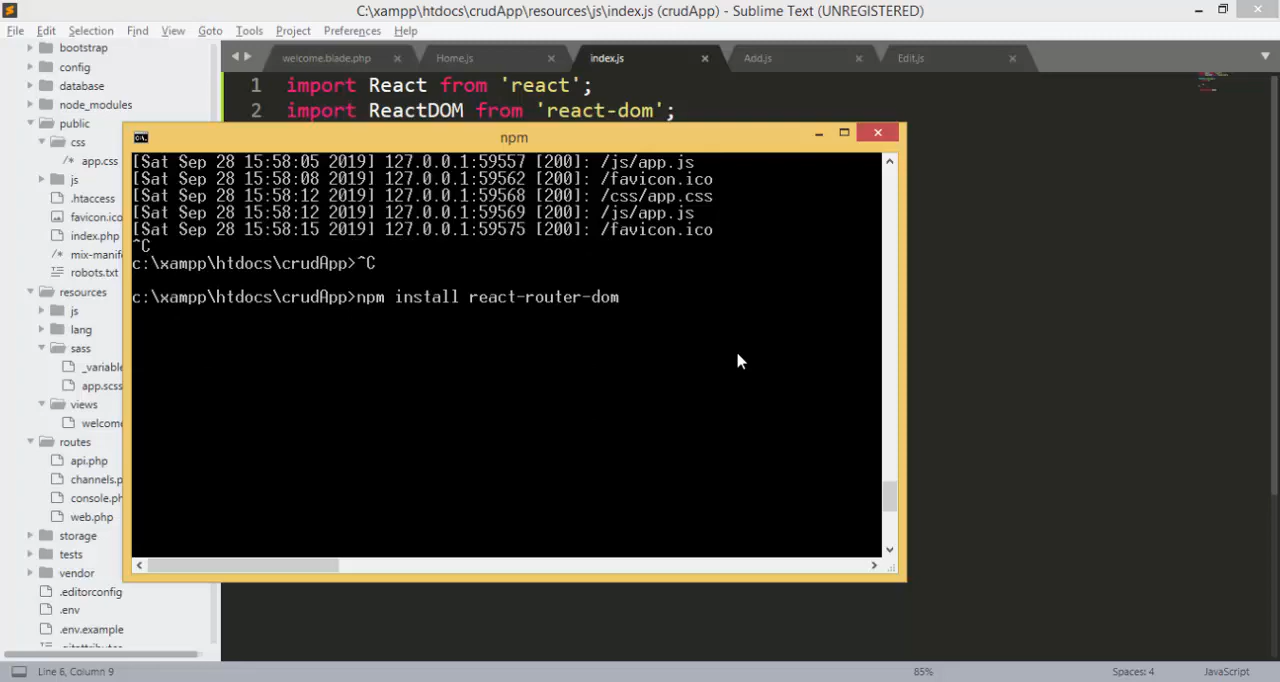 C:\xampp\htdocs\crudApp\resources\js\index.js (crudApp) - Sublime Text (UNREGISTERED)
File Edit Selection Find View Goto Tools Project Preferences Help
bootstrap
config
database
node_modules
public
css
/* app.css
js
.htaccess
favicon.ico
index.php
/* mix-manif
robots.txt
resources
js
lang
sass
_variable
app.scss
views
welcome
routes
api.php
channels.p
console.ph
web.php
storage
tests
vendor
.editorconfig
.env
.env.example
.gitattributes
welcome.blade.php Home.js index.js Add.js Edit.js
1 import React from 'react';
2 import ReactDOM from 'react-dom';
npm
[Sat Sep 28 15:58:05 2019] 127.0.0.1:59557 [200]: /js/app.js
[Sat Sep 28 15:58:08 2019] 127.0.0.1:59562 [200]: /favicon.ico
[Sat Sep 28 15:58:12 2019] 127.0.0.1:59568 [200]: /css/app.css
[Sat Sep 28 15:58:12 2019] 127.0.0.1:59569 [200]: /js/app.js
[Sat Sep 28 15:58:15 2019] 127.0.0.1:59575 [200]: /favicon.ico
^C
c:\xampp\htdocs\crudApp>^C
c:\xampp\htdocs\crudApp>npm install react-router-dom
Line 6, Column 9 85% Spaces: 4 JavaScript